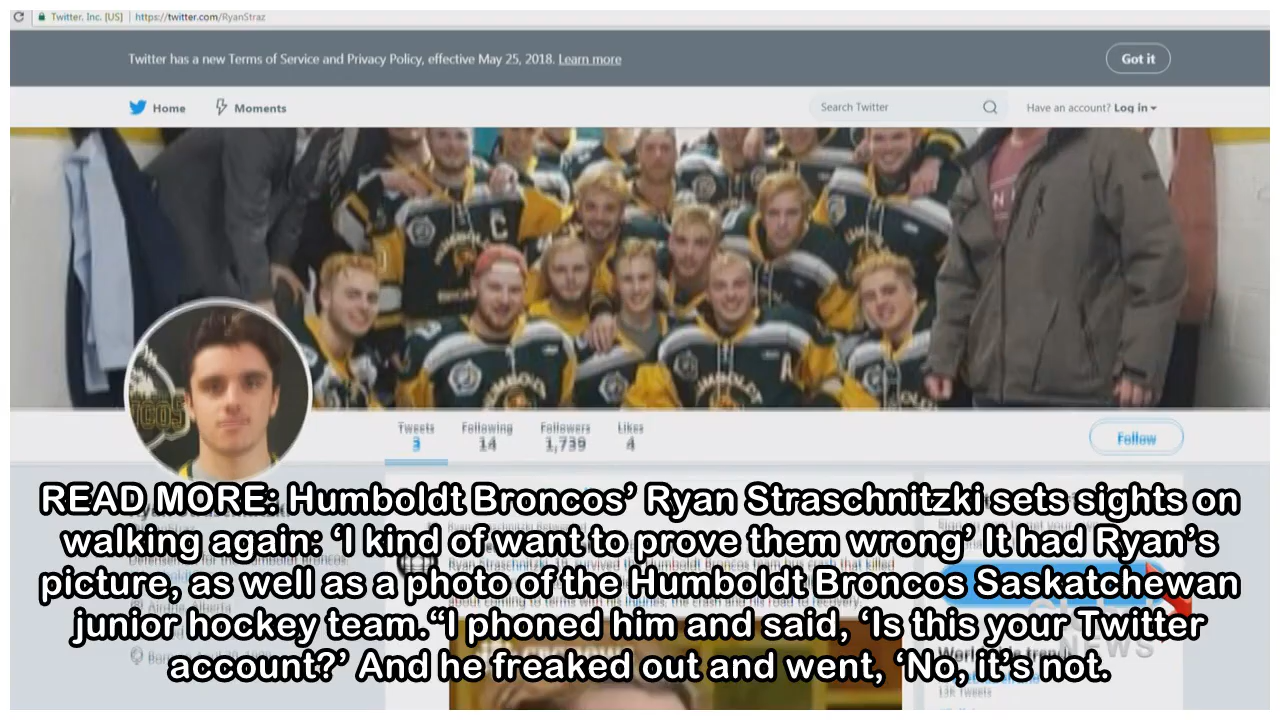 Twitter, Inc. [US] https://twitter.com/RyanStraz
Twitter has a new Terms of Service and Privacy Policy, effective May 25, 2018. Learn more
Got it
Home Moments
Search Twitter
Have an account? Log in
C
A
Tweets
3
Following
14
Followers
1,739
Likes
4
Follow
READ MORE: Humboldt Broncos’ Ryan Straschnitzki sets sights on
walking again: ‘I kind of want to prove them wrong’ It had Ryan’s
picture, as well as a photo of the Humboldt Broncos Saskatchewan
junior hockey team.“I phoned him and said, ‘Is this your Twitter
account?’ And he freaked out and went, ‘No, it’s not.